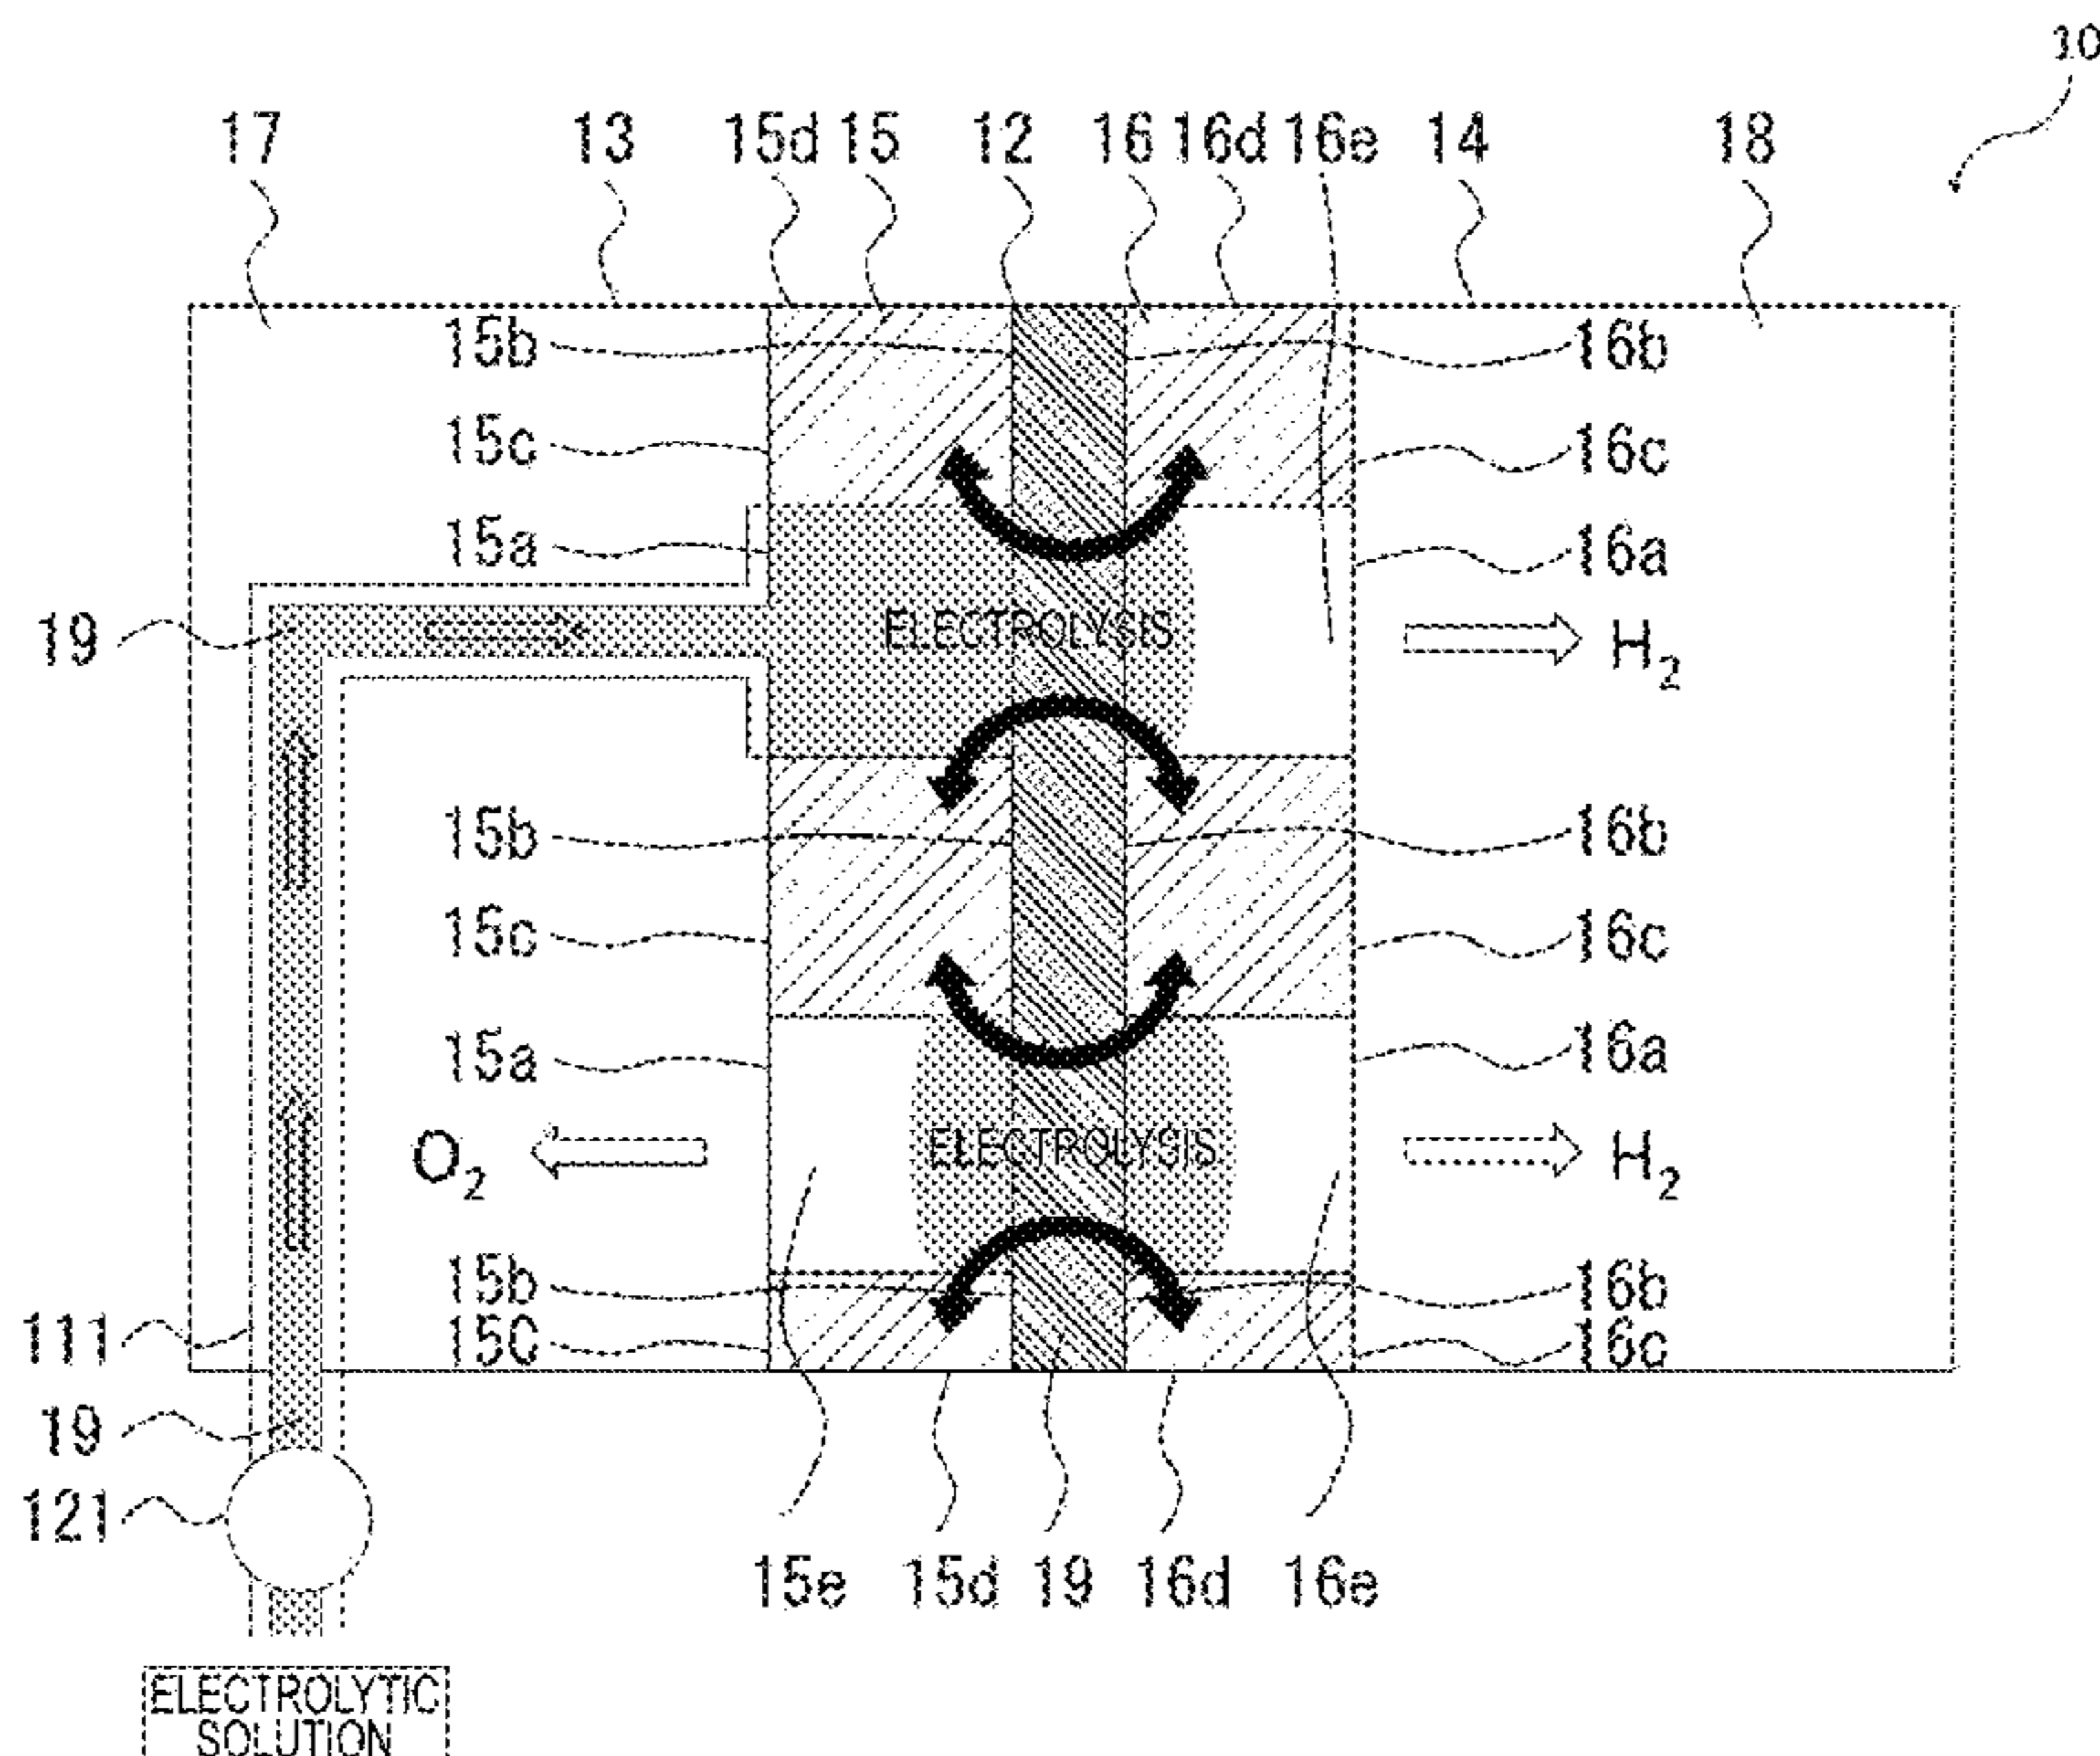 10
17 13 15d 15 12 16 16d 16e 14 18
15b 16b
15c 16c
15a 16a
19 ELECTROLYSIS H2
15b 16b
15c 16c
15a 16a
O2 ELECTROLYSIS H2
15b 16b
111 15C 16c
19
121
15e 15d 19 16d 16e
ELECTROLYTIC
SOLUTION